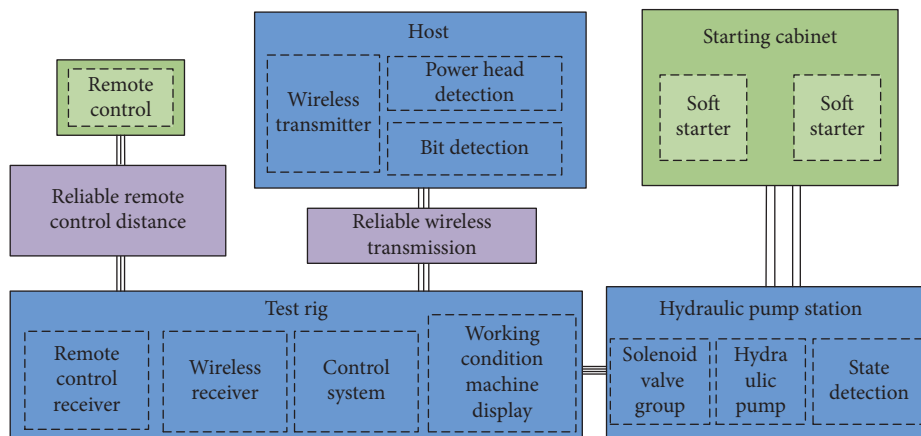 Remote
control
Reliable remote
control distance
Host
Wireless
transmitter
Power head
detection
Bit detection
Reliable wireless
transmission
Starting cabinet
Soft
starter
Soft
starter
Test rig
Remote
control
receiver
Wireless
receiver
Control
system
Working
condition
machine
display
Hydraulic pump station
Solenoid
valve
group
Hydra
ulic
pump
State
detection